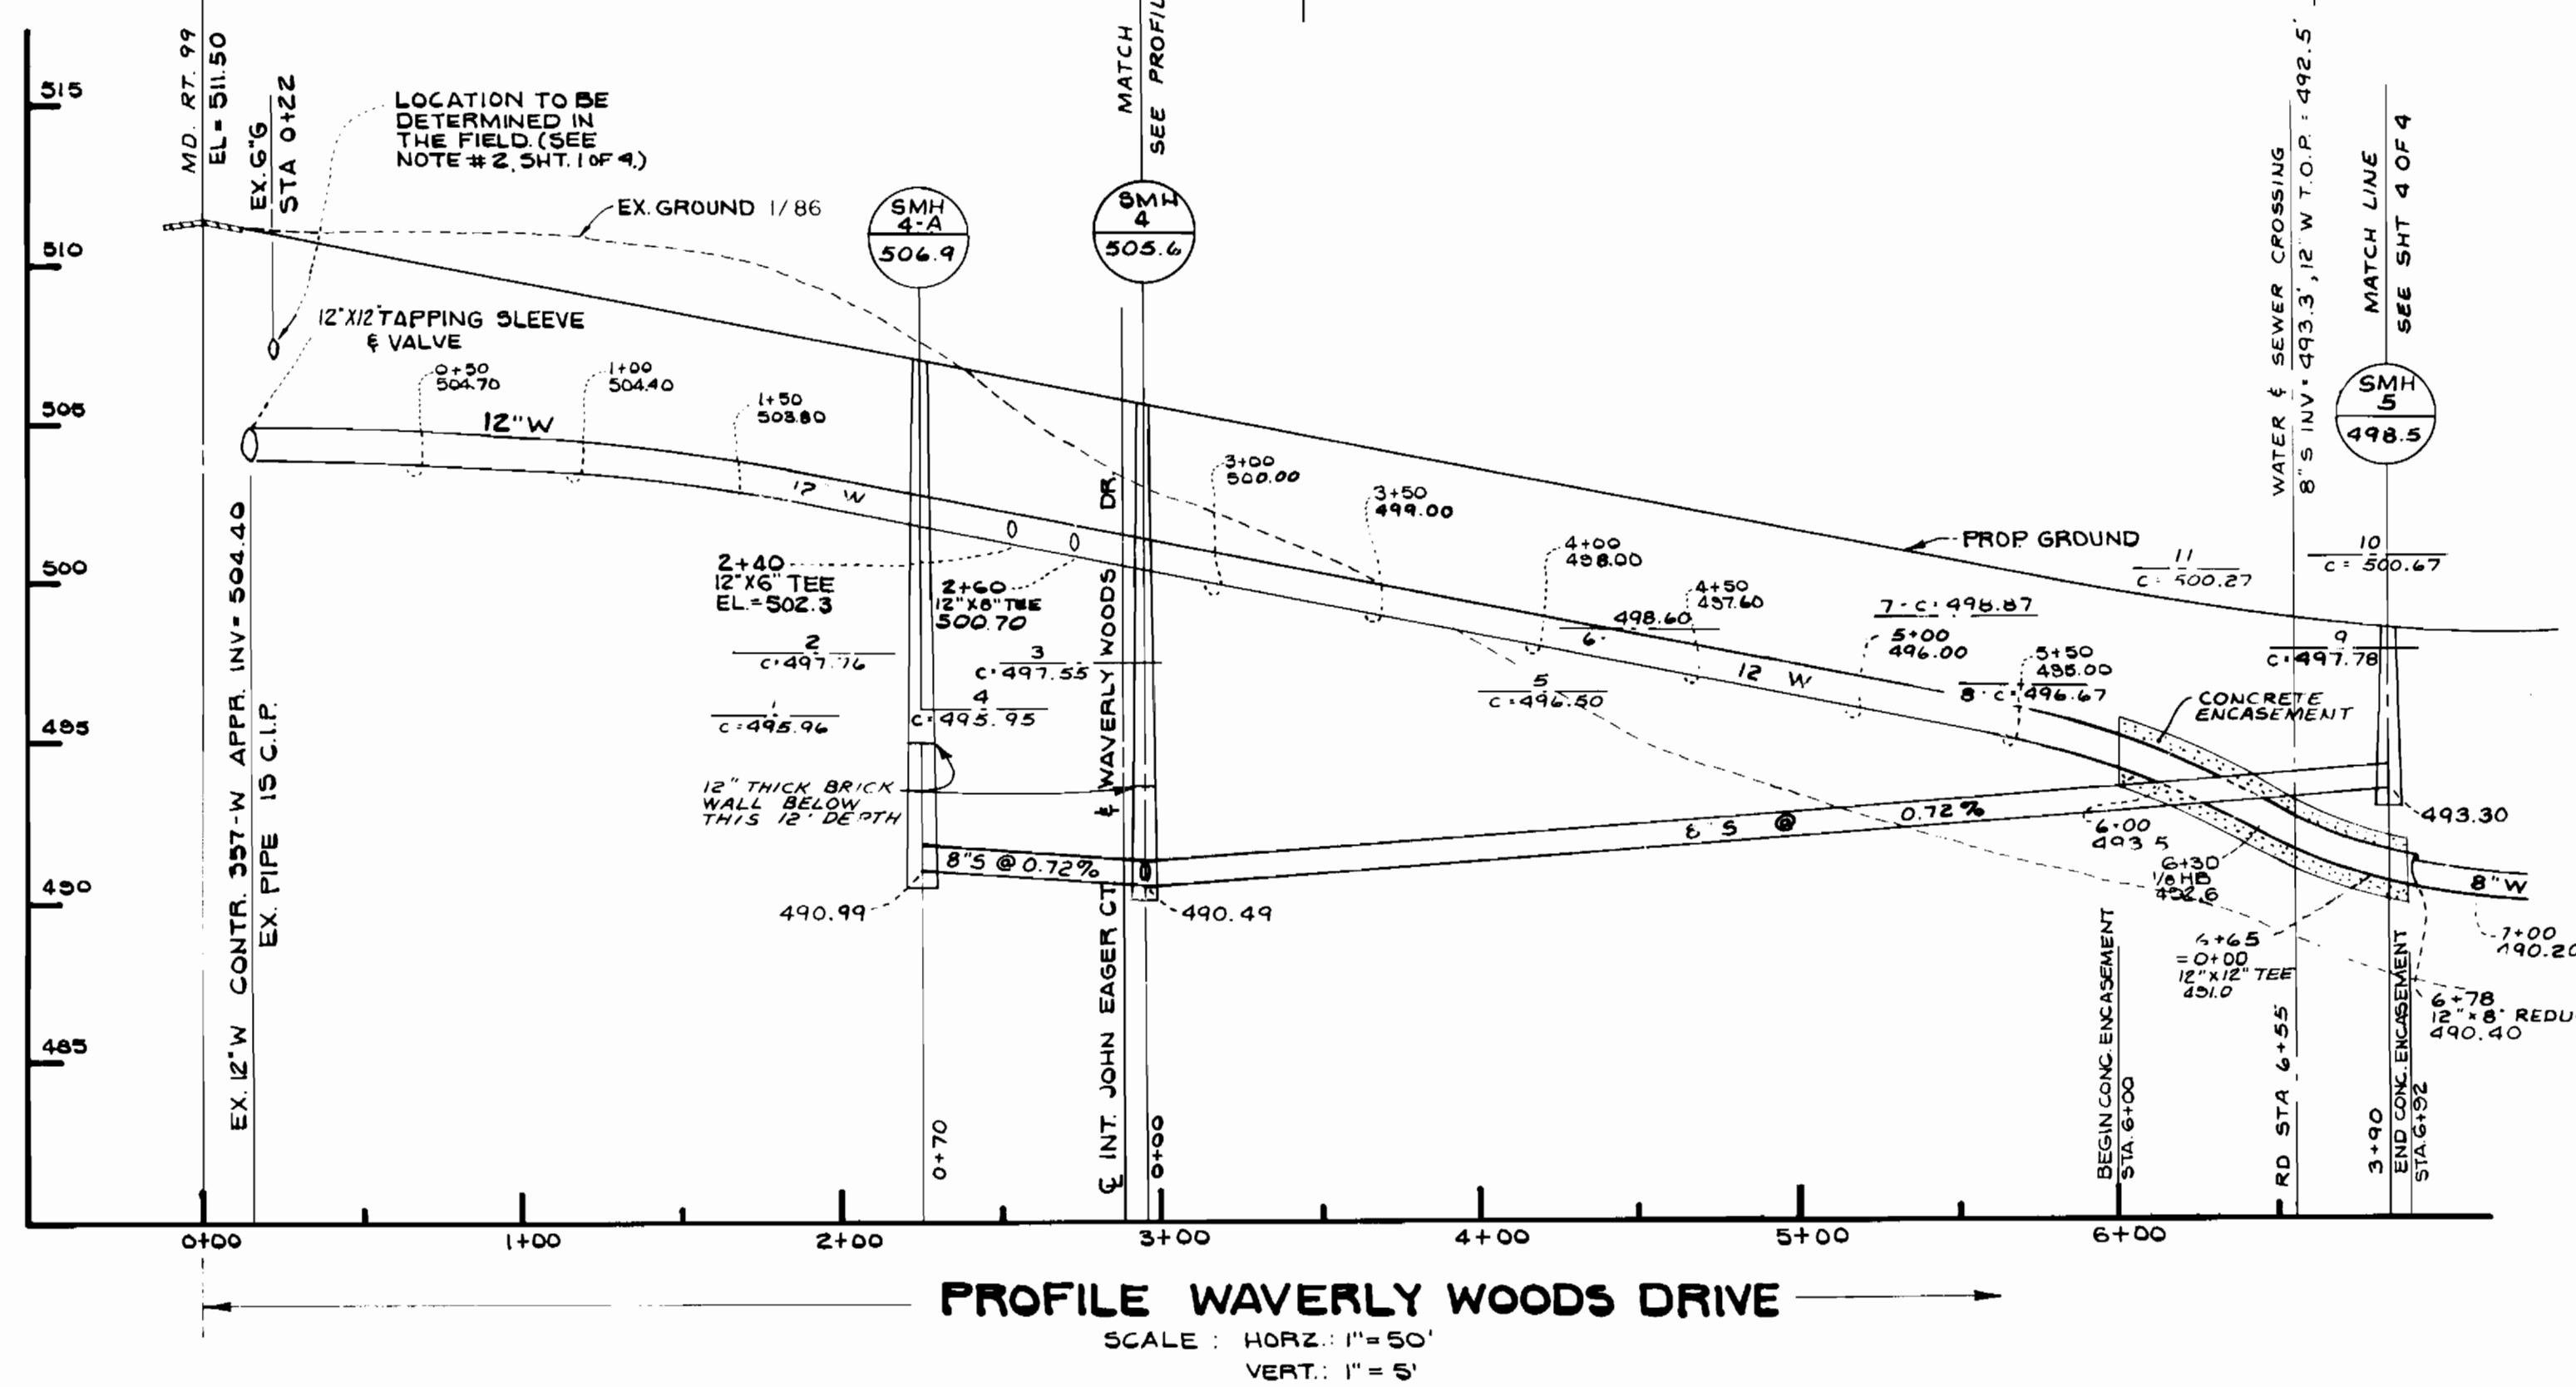 MD. RT. 99
EL = 511.50
EX. 6"G
STA 0+22
LOCATION TO BE
DETERMINED IN
THE FIELD. (SEE
NOTE #2, SHT. 1 OF 4.)
EX. GROUND 1/86
12"X12" TAPPING SLEEVE
& VALVE
515
510
505
500
495
490
485
0+50
504.70
1+00
504.40
1+50
503.80
12" W
12" W
SMH
4-A
506.9
MATCH
SEE PROFIL
SMH
4
505.6
3+00
500.00
3+50
499.00
4+00
498.00
4+50
497.60
498.60
6
PROP. GROUND
WATER & SEWER CROSSING
8" S INV = 493.3', 12" W T.O.P. = 492.5'
MATCH LINE
SEE SHT 4 OF 4
SMH
5
498.5
11
C = 500.27
10
C = 500.67
7 - C = 498.87
5+00
496.00
5+50
495.00
8 - C = 496.67
9
C = 497.78
CONCRETE
ENCASEMENT
2+40
12"X6" TEE
EL. = 502.3
2+60
12"X8" TEE
500.70
2
C = 497.76
3
C = 497.55
1
C = 495.96
4
C = 495.95
5
C = 496.50
12 W
12" THICK BRICK
WALL BELOW
THIS 12' DEPTH
8"S @ 0.72%
490.99
490.49
8" S @ 0.72%
493.30
6+00
493.5
6+30
1/8 HB
492.6
8" W
7+00
490.20
6+65
= 0+00
12"X12" TEE
491.0
6+78
12"x8" REDU
490.40
EX. 12" W CONTR. 357-W APPR. INV = 504.40
EX. PIPE IS C.I.P.
0+70
℄ INT. JOHN EAGER CT. & WAVERLY WOODS DR.
0+00
BEGIN CONC. ENCASEMENT
STA. 6+00
RD STA 6+55
3+90
END CONC. ENCASEMENT
STA. 6+92
0+00
1+00
2+00
3+00
4+00
5+00
6+00
PROFILE WAVERLY WOODS DRIVE
SCALE : HORZ.: 1" = 50'
VERT.: 1" = 5'